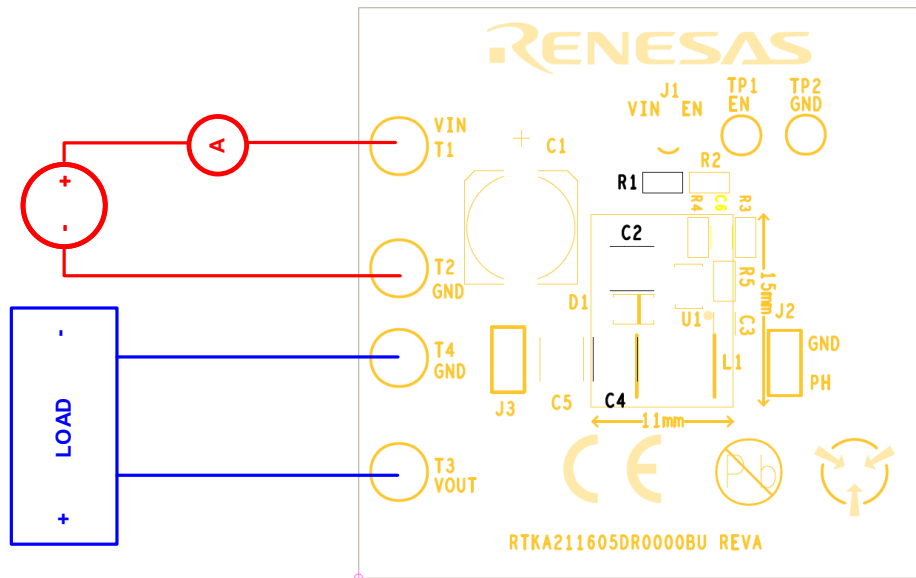 RENESAS
J1
VIN EN
TP1
EN
TP2
GND
VIN
T1
A
C1
R2
R1
+
-
R4
C6
R3
C2
T2
GND
R5
15mm
D1
U1
C3
J2
-
T4
GND
L1
GND
PH
J3
C5
C4
11mm
LOAD
+
T3
VOUT
CE
Pb
RTKA211605DR0000BU REVA